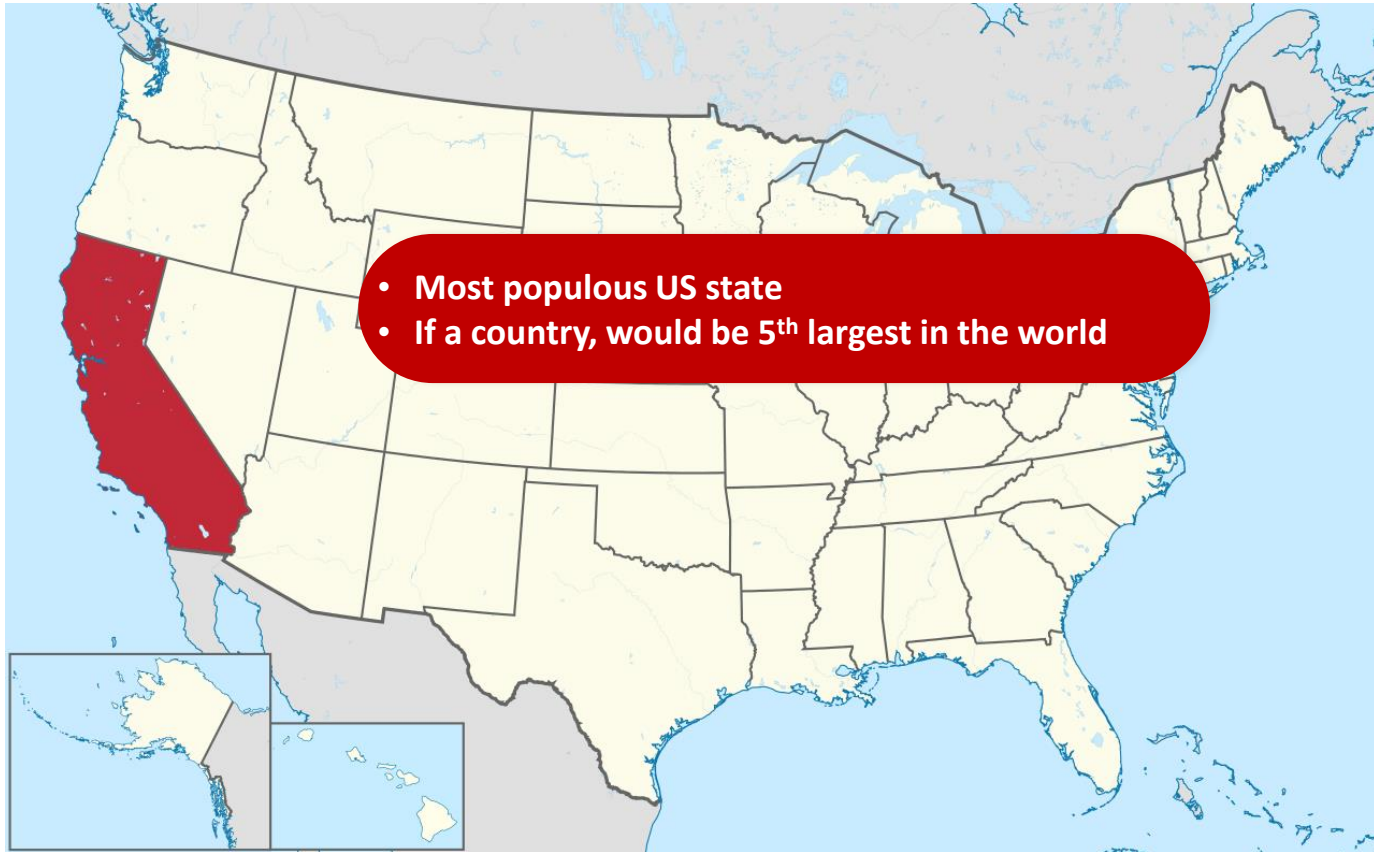 • Most populous US state
• If a country, would be 5th largest in the world